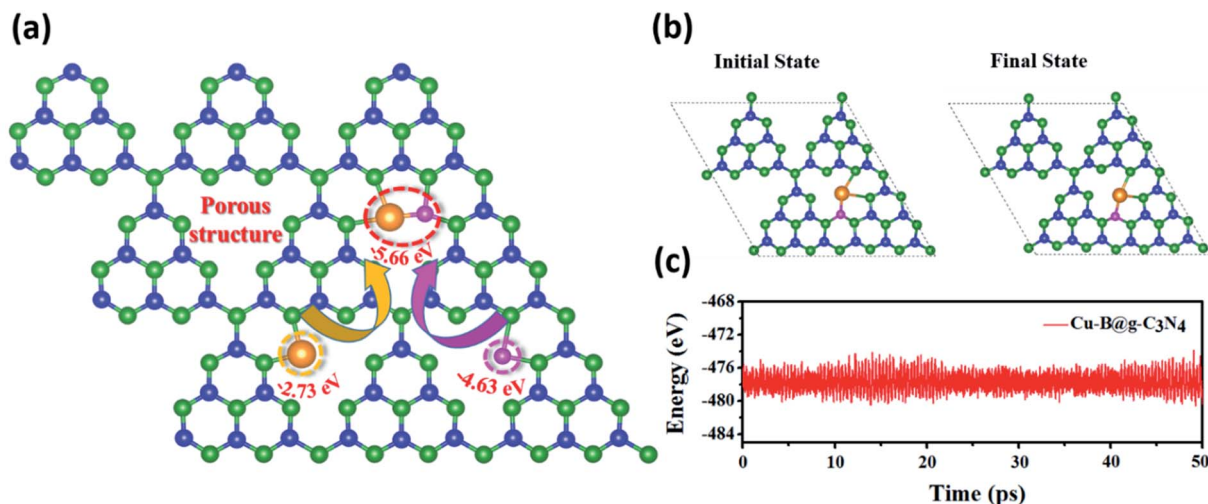 (a)
Porous
structure
-5.66 eV
-2.73 eV
-4.63 eV
(b)
Initial State
Final State
(c)
Energy (eV)
-468
-472
-476
-480
-484
Cu-B@g-C₃N₄
0 10 20 30 40 50
Time (ps)